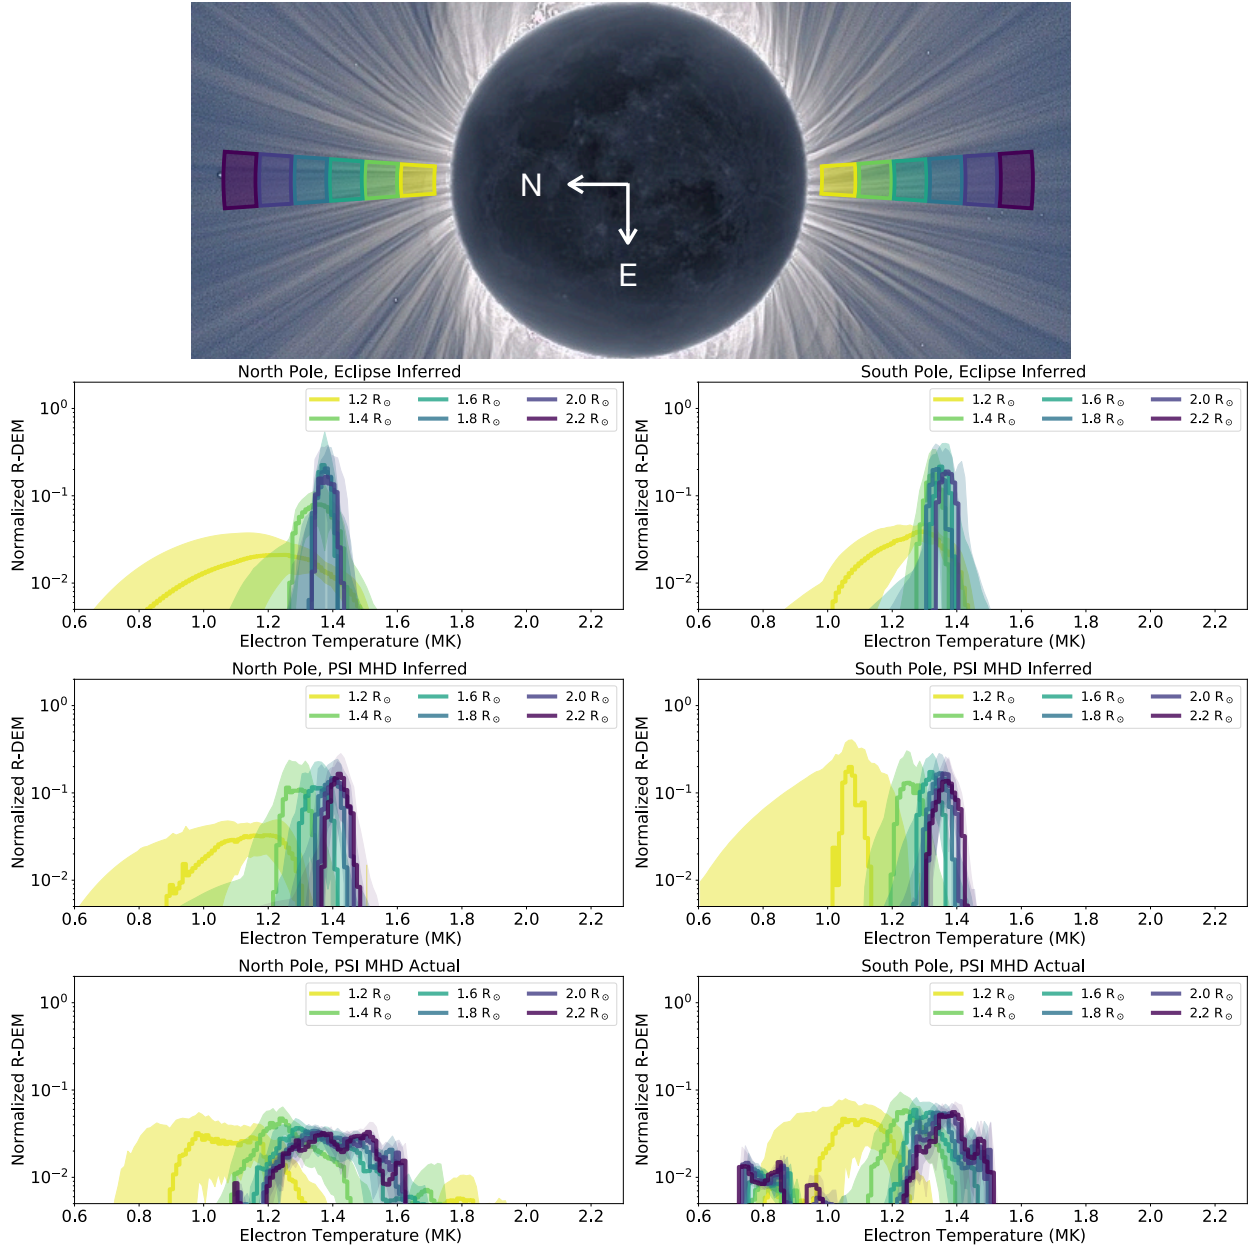 N
E
North Pole, Eclipse Inferred
Normalized R-DEM
10⁰
10⁻¹
10⁻²
1.2 R☉ 1.6 R☉ 2.0 R☉
1.4 R☉ 1.8 R☉ 2.2 R☉
0.6 0.8 1.0 1.2 1.4 1.6 1.8 2.0 2.2
Electron Temperature (MK)
South Pole, Eclipse Inferred
Normalized R-DEM
10⁰
10⁻¹
10⁻²
1.2 R☉ 1.6 R☉ 2.0 R☉
1.4 R☉ 1.8 R☉ 2.2 R☉
0.6 0.8 1.0 1.2 1.4 1.6 1.8 2.0 2.2
Electron Temperature (MK)
North Pole, PSI MHD Inferred
Normalized R-DEM
10⁰
10⁻¹
10⁻²
1.2 R☉ 1.6 R☉ 2.0 R☉
1.4 R☉ 1.8 R☉ 2.2 R☉
0.6 0.8 1.0 1.2 1.4 1.6 1.8 2.0 2.2
Electron Temperature (MK)
South Pole, PSI MHD Inferred
Normalized R-DEM
10⁰
10⁻¹
10⁻²
1.2 R☉ 1.6 R☉ 2.0 R☉
1.4 R☉ 1.8 R☉ 2.2 R☉
0.6 0.8 1.0 1.2 1.4 1.6 1.8 2.0 2.2
Electron Temperature (MK)
North Pole, PSI MHD Actual
Normalized R-DEM
10⁰
10⁻¹
10⁻²
1.2 R☉ 1.6 R☉ 2.0 R☉
1.4 R☉ 1.8 R☉ 2.2 R☉
0.6 0.8 1.0 1.2 1.4 1.6 1.8 2.0 2.2
Electron Temperature (MK)
South Pole, PSI MHD Actual
Normalized R-DEM
10⁰
10⁻¹
10⁻²
1.2 R☉ 1.6 R☉ 2.0 R☉
1.4 R☉ 1.8 R☉ 2.2 R☉
0.6 0.8 1.0 1.2 1.4 1.6 1.8 2.0 2.2
Electron Temperature (MK)